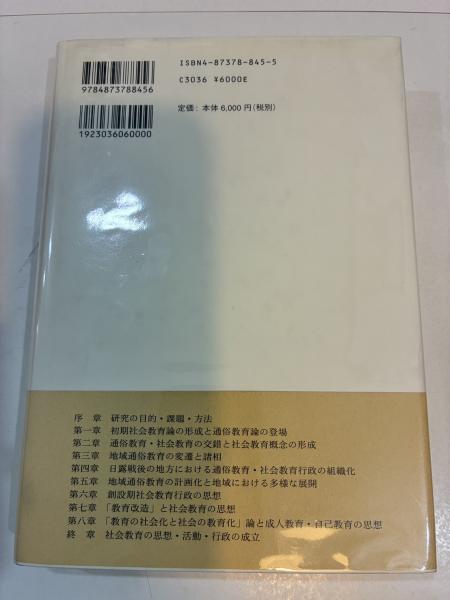 ISBN4-87378-845-5
C3036 ¥6000E
9784873788456
定価：本体 6,000 円（税別）
1923036060000
序　章　研究の目的・課題・方法
第一章　初期社会教育論の形成と通俗教育論の登場
第二章　通俗教育・社会教育の交錯と社会教育概念の形成
第三章　地域通俗教育の変遷と諸相
第四章　日露戦後の地方における通俗教育・社会教育行政の組織化
第五章　地域通俗教育の計画化と地域における多様な展開
第六章　創設期社会教育行政の思想
第七章　「教育改造」と社会教育の思想
第八章　「教育の社会化と社会の教育化」論と成人教育・自己教育の思想
終　章　社会教育の思想・活動・行政の成立